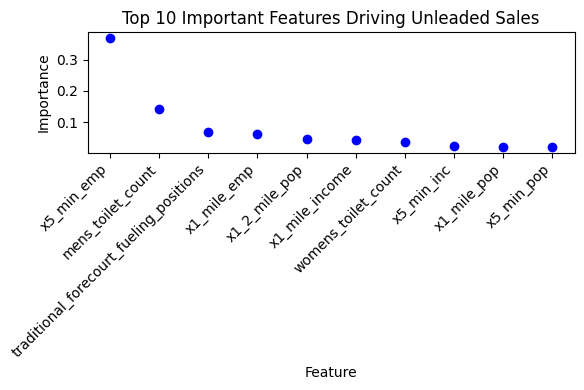 Top 10 Important Features Driving Unleaded Sales
Importance
0.3
0.2
0.1
x5_min_emp
mens_toilet_count
traditional_forecourt_fueling_positions
x1_mile_emp
x1_2_mile_pop
x1_mile_income
womens_toilet_count
x5_min_inc
x1_mile_pop
x5_min_pop
Feature